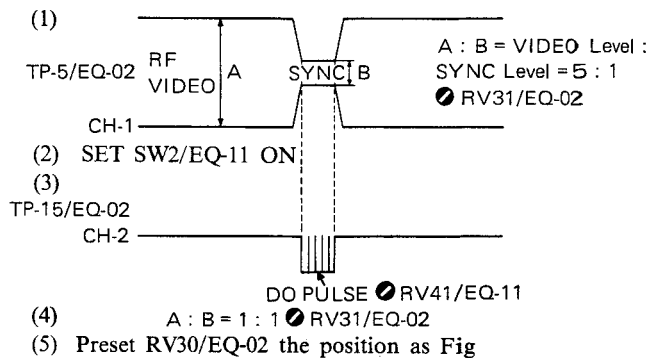 (1)
TP-5/EQ-02 RF VIDEO A SYNC B
A : B = VIDEO Level :
SYNC Level = 5 : 1
RV31/EQ-02
CH-1
(2) SET SW2/EQ-11 ON
(3)
TP-15/EQ-02
CH-2
DO PULSE RV41/EQ-11
(4) A : B = 1 : 1 RV31/EQ-02
(5) Preset RV30/EQ-02 the position as Fig